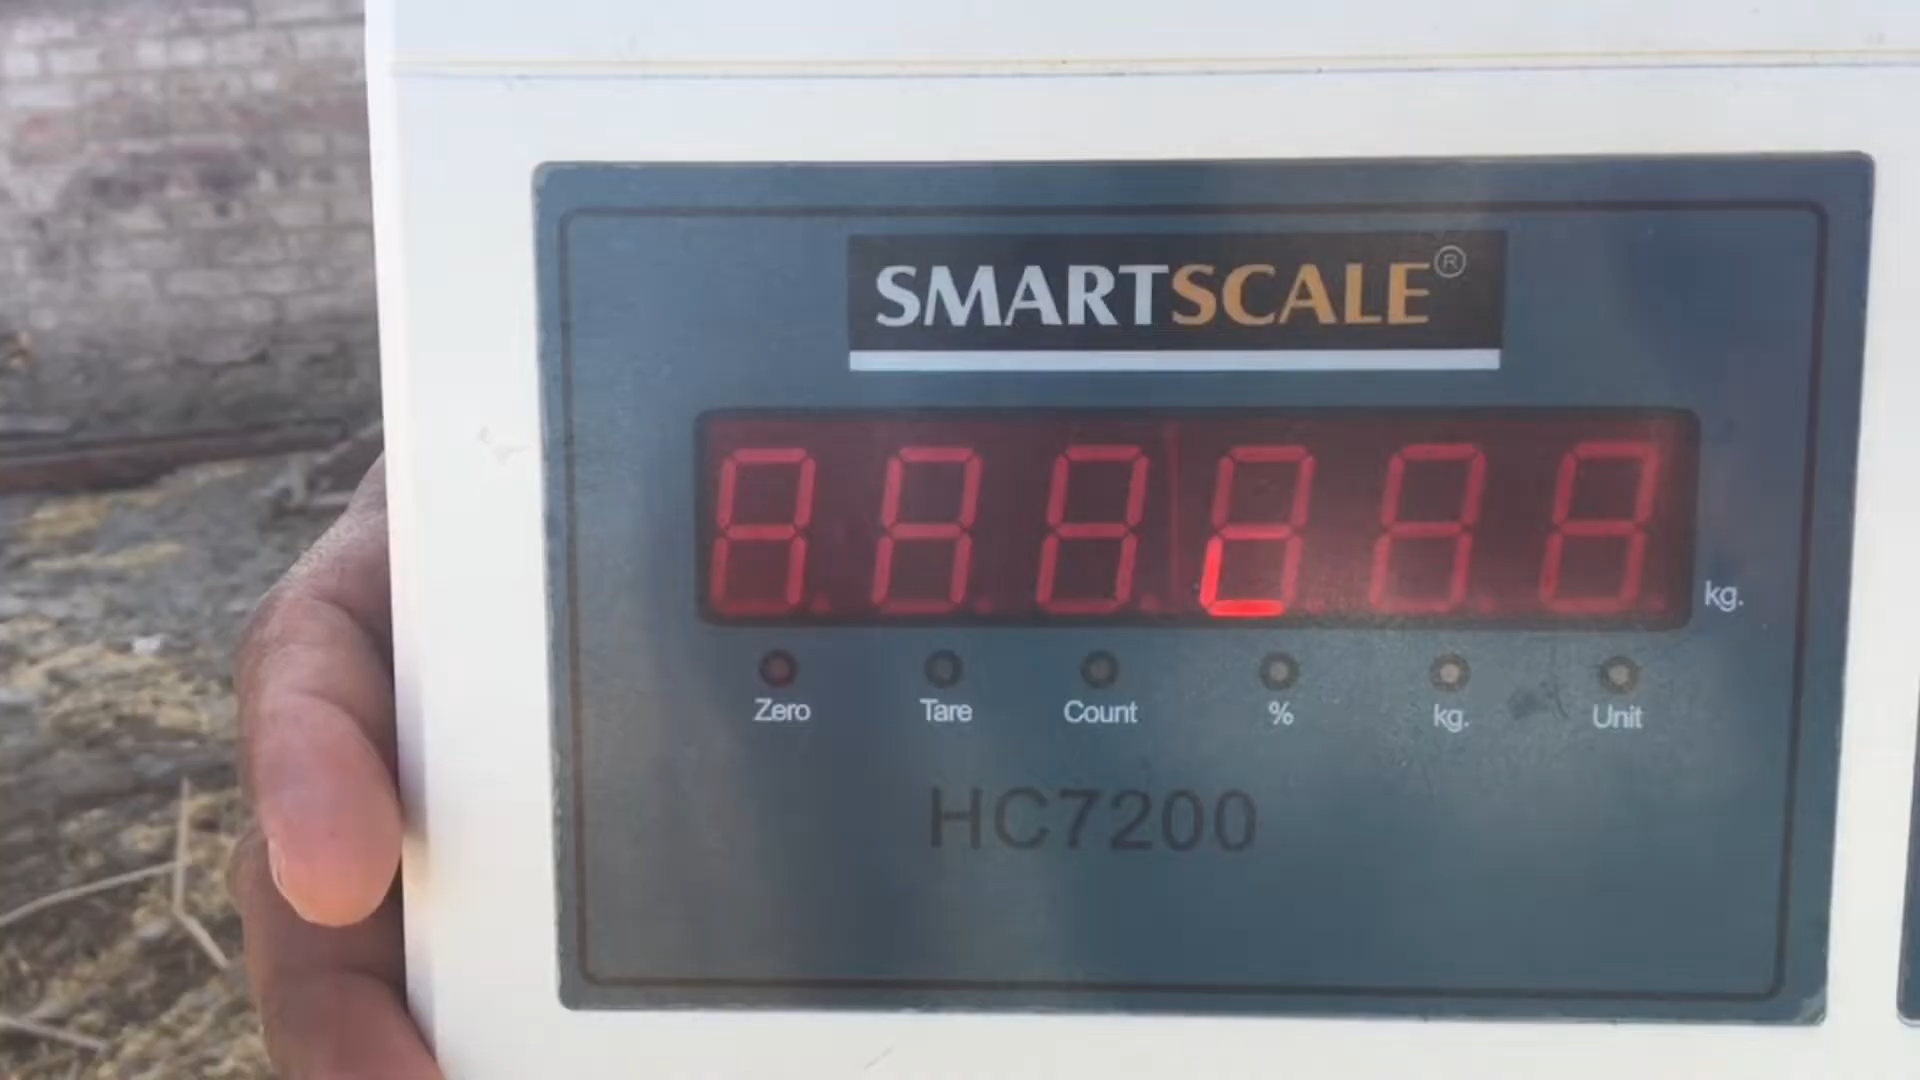 SMARTSCALE®
kg.
Zero Tare Count % kg. Unit
HC7200